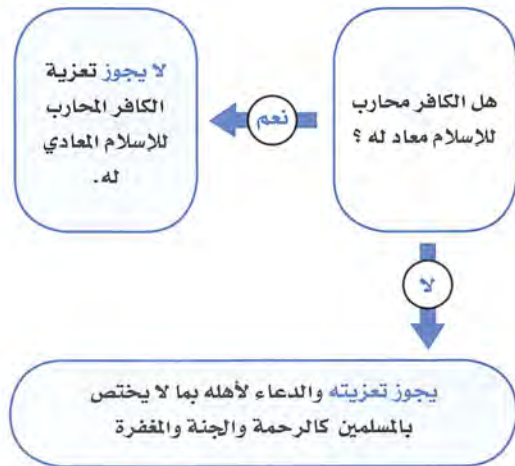 هل الكافر محارب
للإسلام معاد له ؟
نعم
لا يجوز تعزية
الكافر المحارب
للإسلام المعادي
له.
لا
يجوز تعزيته والدعاء لأهله بما لا يختص
بالمسلمين كالرحمة والجنة والمغفرة